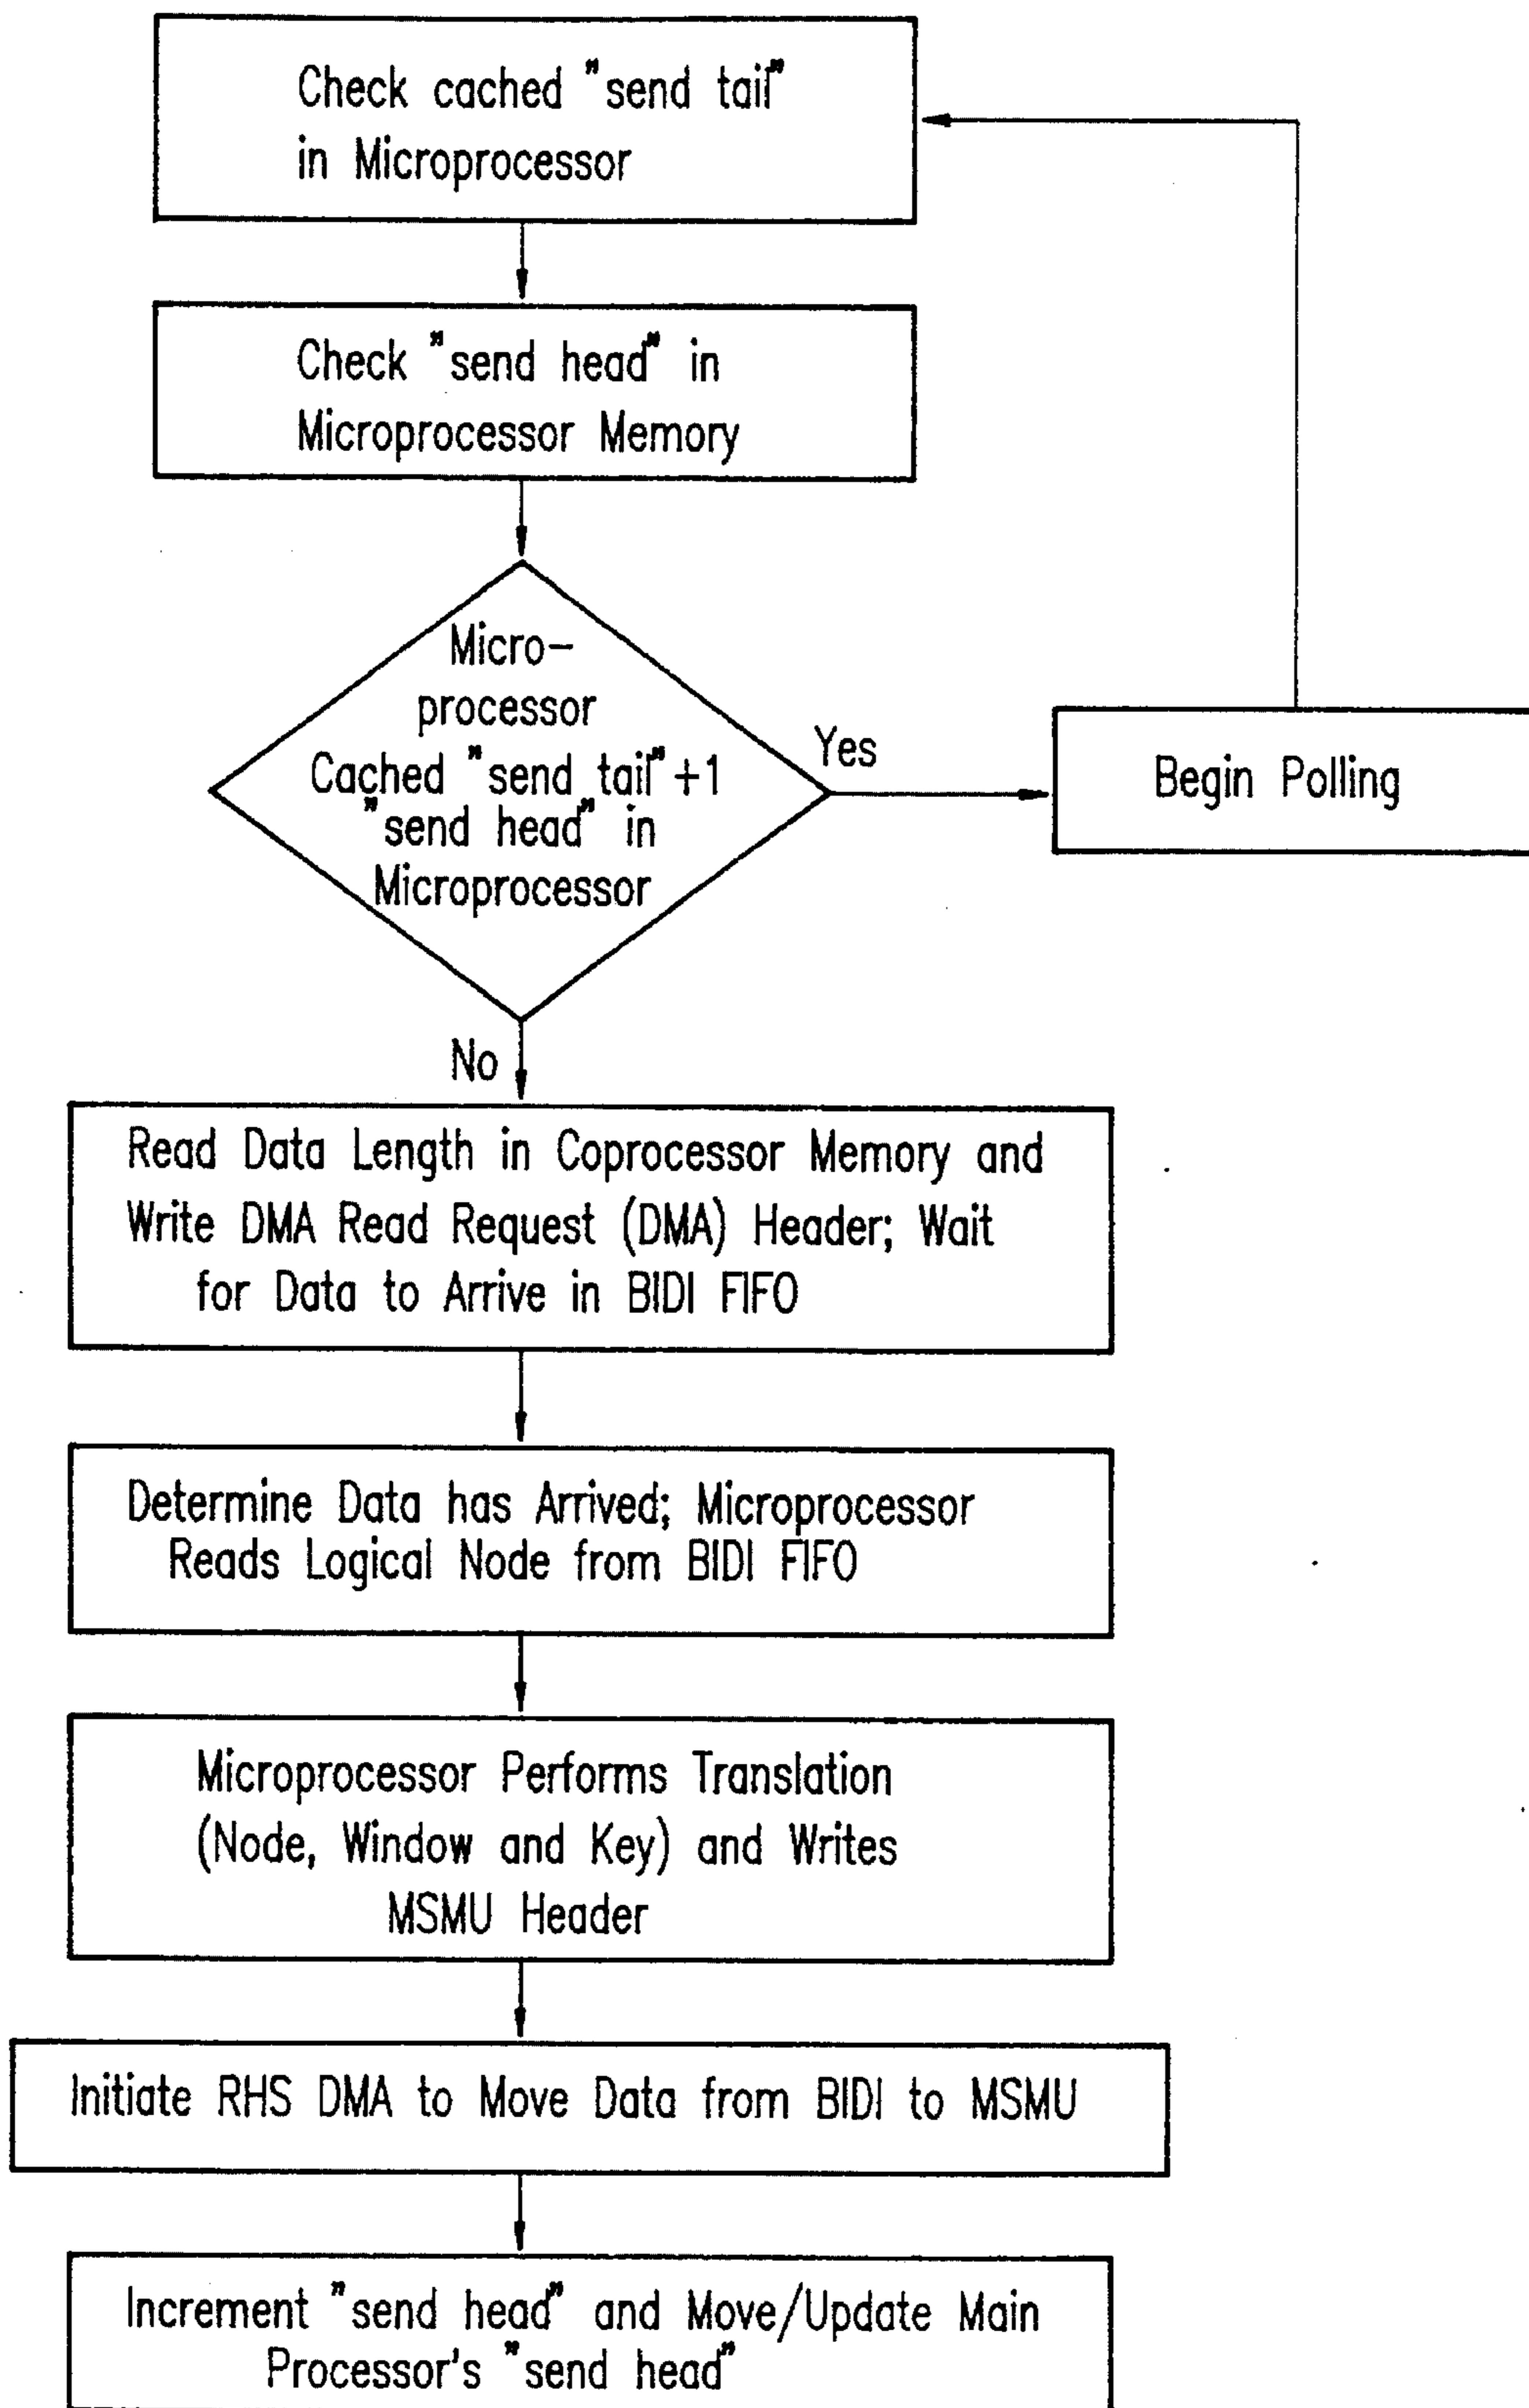 Check cached "send tail"
in Microprocessor
Check "send head" in
Microprocessor Memory
Micro-
processor
Cached "send tail"+1
"send head" in
Microprocessor
Yes
Begin Polling
No
Read Data Length in Coprocessor Memory and
Write DMA Read Request (DMA) Header; Wait
for Data to Arrive in BIDI FIFO
Determine Data has Arrived; Microprocessor
Reads Logical Node from BIDI FIFO
Microprocessor Performs Translation
(Node, Window and Key) and Writes
MSMU Header
Initiate RHS DMA to Move Data from BIDI to MSMU
Increment "send head" and Move/Update Main
Processor's "send head"